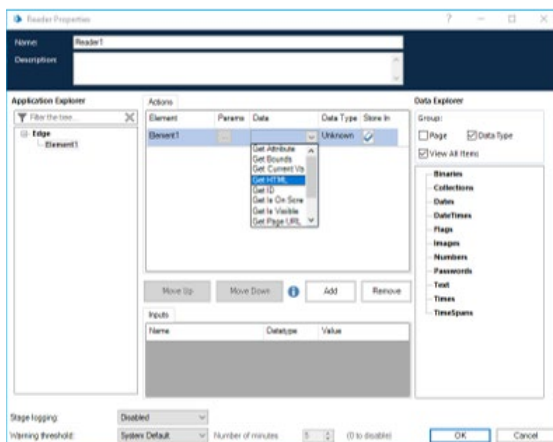 Reader Properties
Name:
Reader1
Description:
Application Explorer
Filter the tree...
Edge
Element1
Actions
Element Params Data Data Type Store In
Element1 ... Unknown
Get Attribute
Get Bounds
Get Current Va
Get HTML
Get ID
Get Is On Scre
Get Is Visible
Get Page URL
Move Up Move Down Add Remove
Inputs
Name Datatype Value
Data Explorer
Group:
Page Data Type
View All Items
Binaries
Collections
Dates
DateTimes
Flags
Images
Numbers
Passwords
Text
Times
TimeSpans
Stage logging: Disabled
Warning threshold: System Default Number of minutes 5 (0 to disable)
OK Cancel